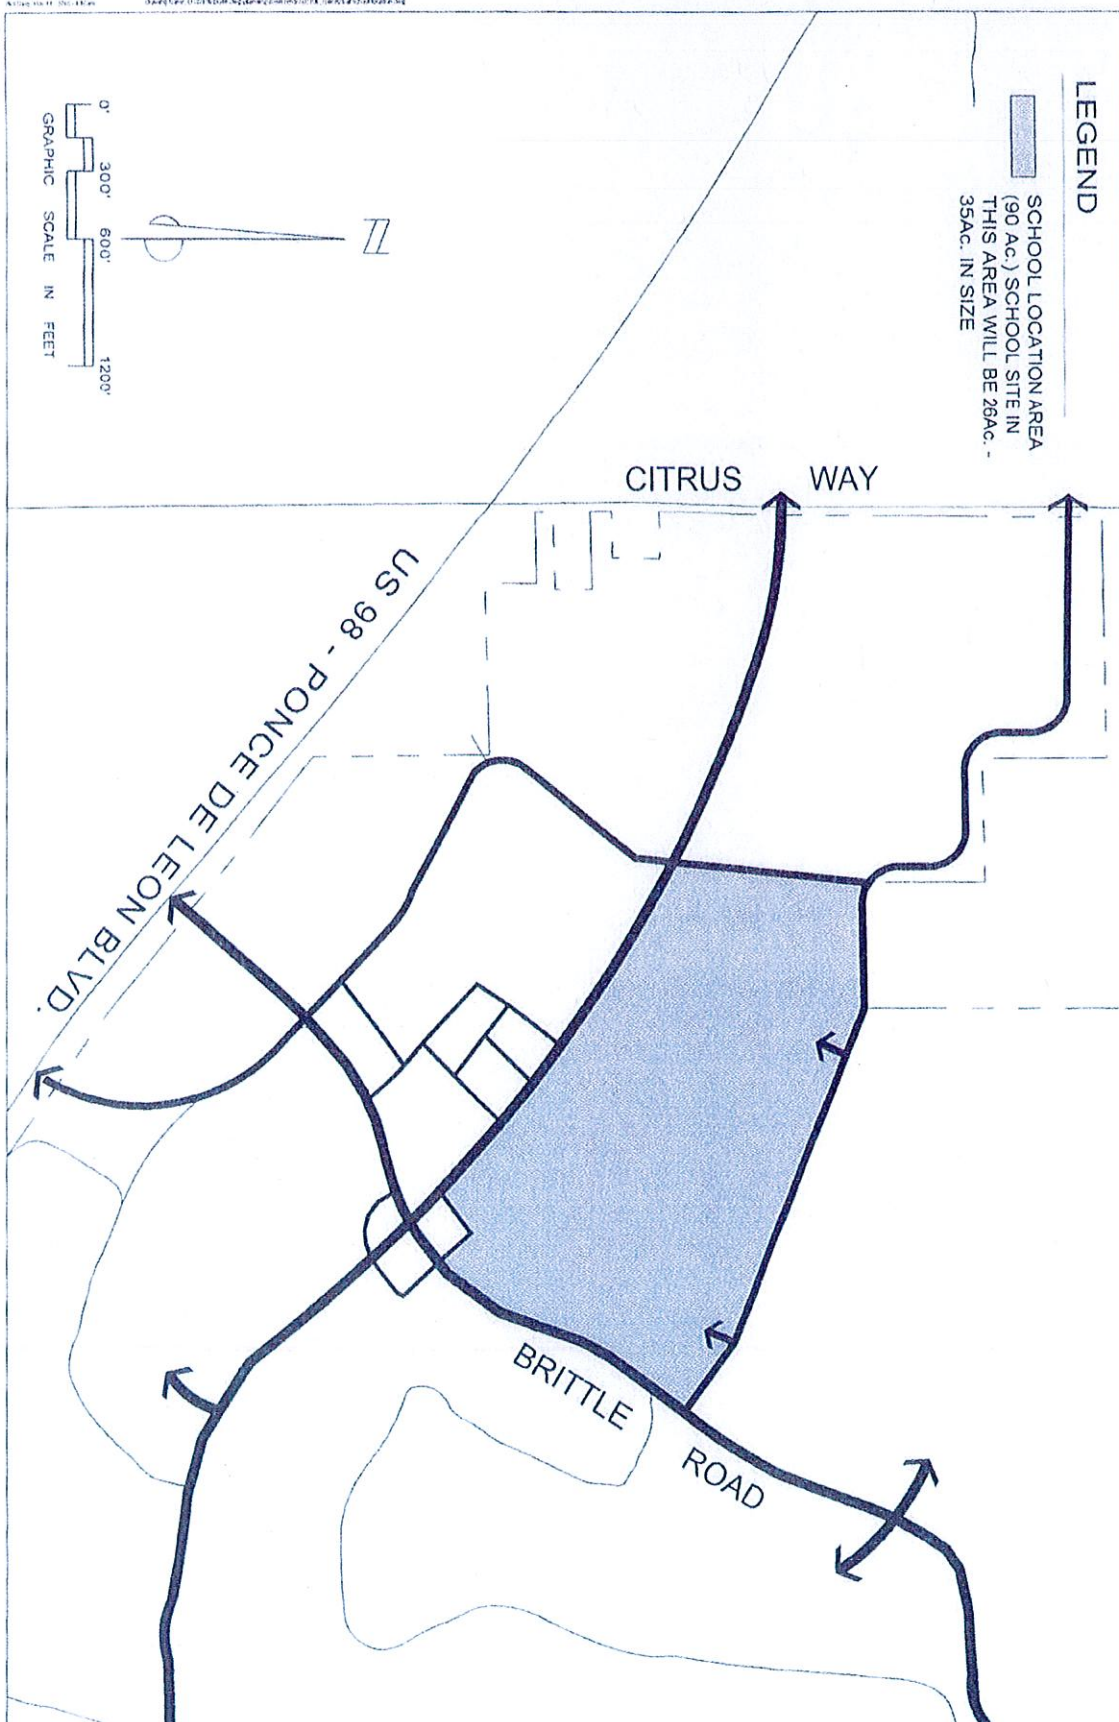 LEGEND
SCHOOL LOCATION AREA
(90 Ac.) SCHOOL SITE IN
THIS AREA WILL BE 26Ac. -
35Ac. IN SIZE
N
0' 300' 600' 1200'
GRAPHIC SCALE IN FEET
CITRUS WAY
US 98 - PONCE DE LEON BLVD.
BRITTLE ROAD